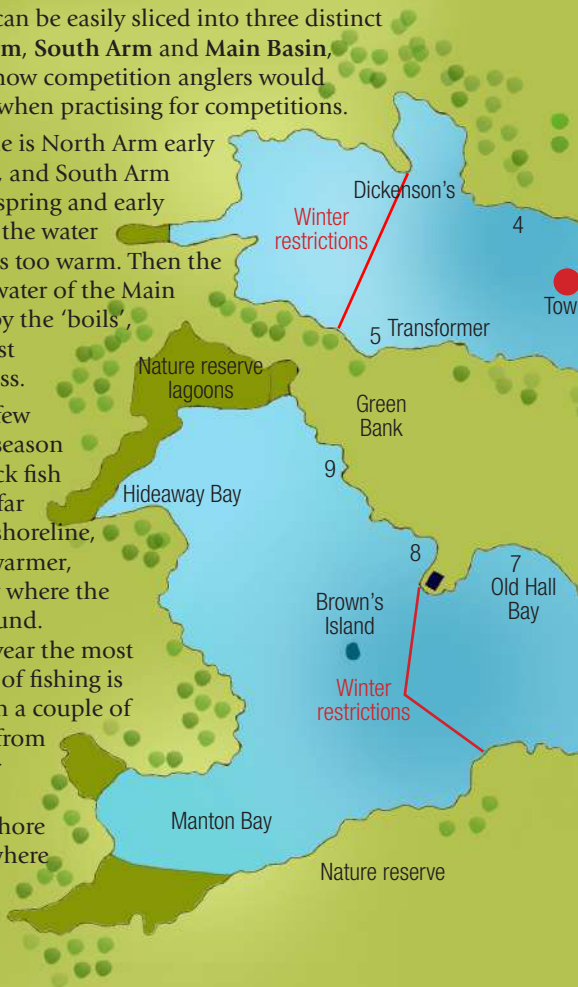 can be easily sliced into three distinct
m, South Arm and Main Basin,
now competition anglers would
when practising for competitions.
e is North Arm early
, and South Arm
spring and early
the water
s too warm. Then the
water of the Main
by the ‘boils’,
st
ss.
few
season
ck fish
far
shoreline,
warmer,
where the
und.
year the most
of fishing is
n a couple of
from
hore
where
Dickenson's
Winter
restrictions
4
Tow
5 Transformer
Nature reserve
lagoons
Green
Bank
9
Hideaway Bay
8
7
Old Hall
Bay
Brown's
Island
Winter
restrictions
Manton Bay
Nature reserve